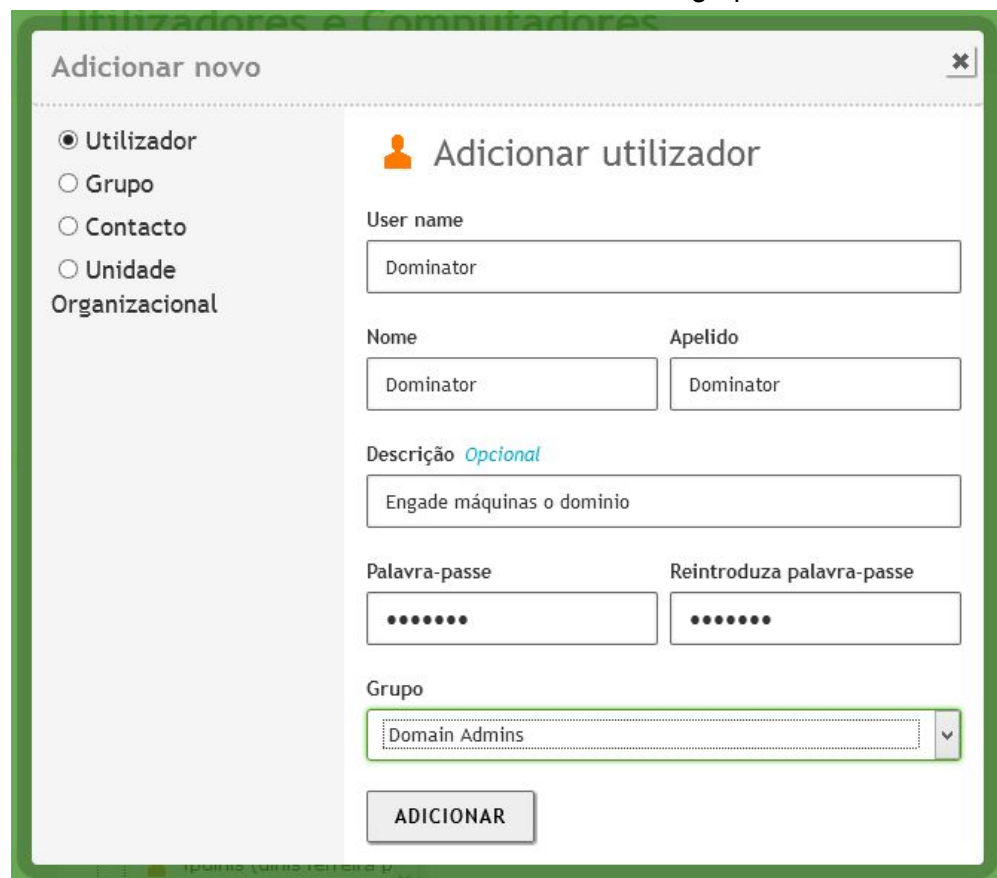 Utilizadores e Computadores
Adicionar novo
Utilizador
Grupo
Contacto
Unidade
Organizacional
Adicionar utilizador
User name
Dominator
Nome Apelido
Dominator Dominator
Descrição Opcional
Engade máquinas o dominio
Palavra-passe Reintroduza palavra-passe
••••••• •••••••
Grupo
Domain Admins
ADICIONAR